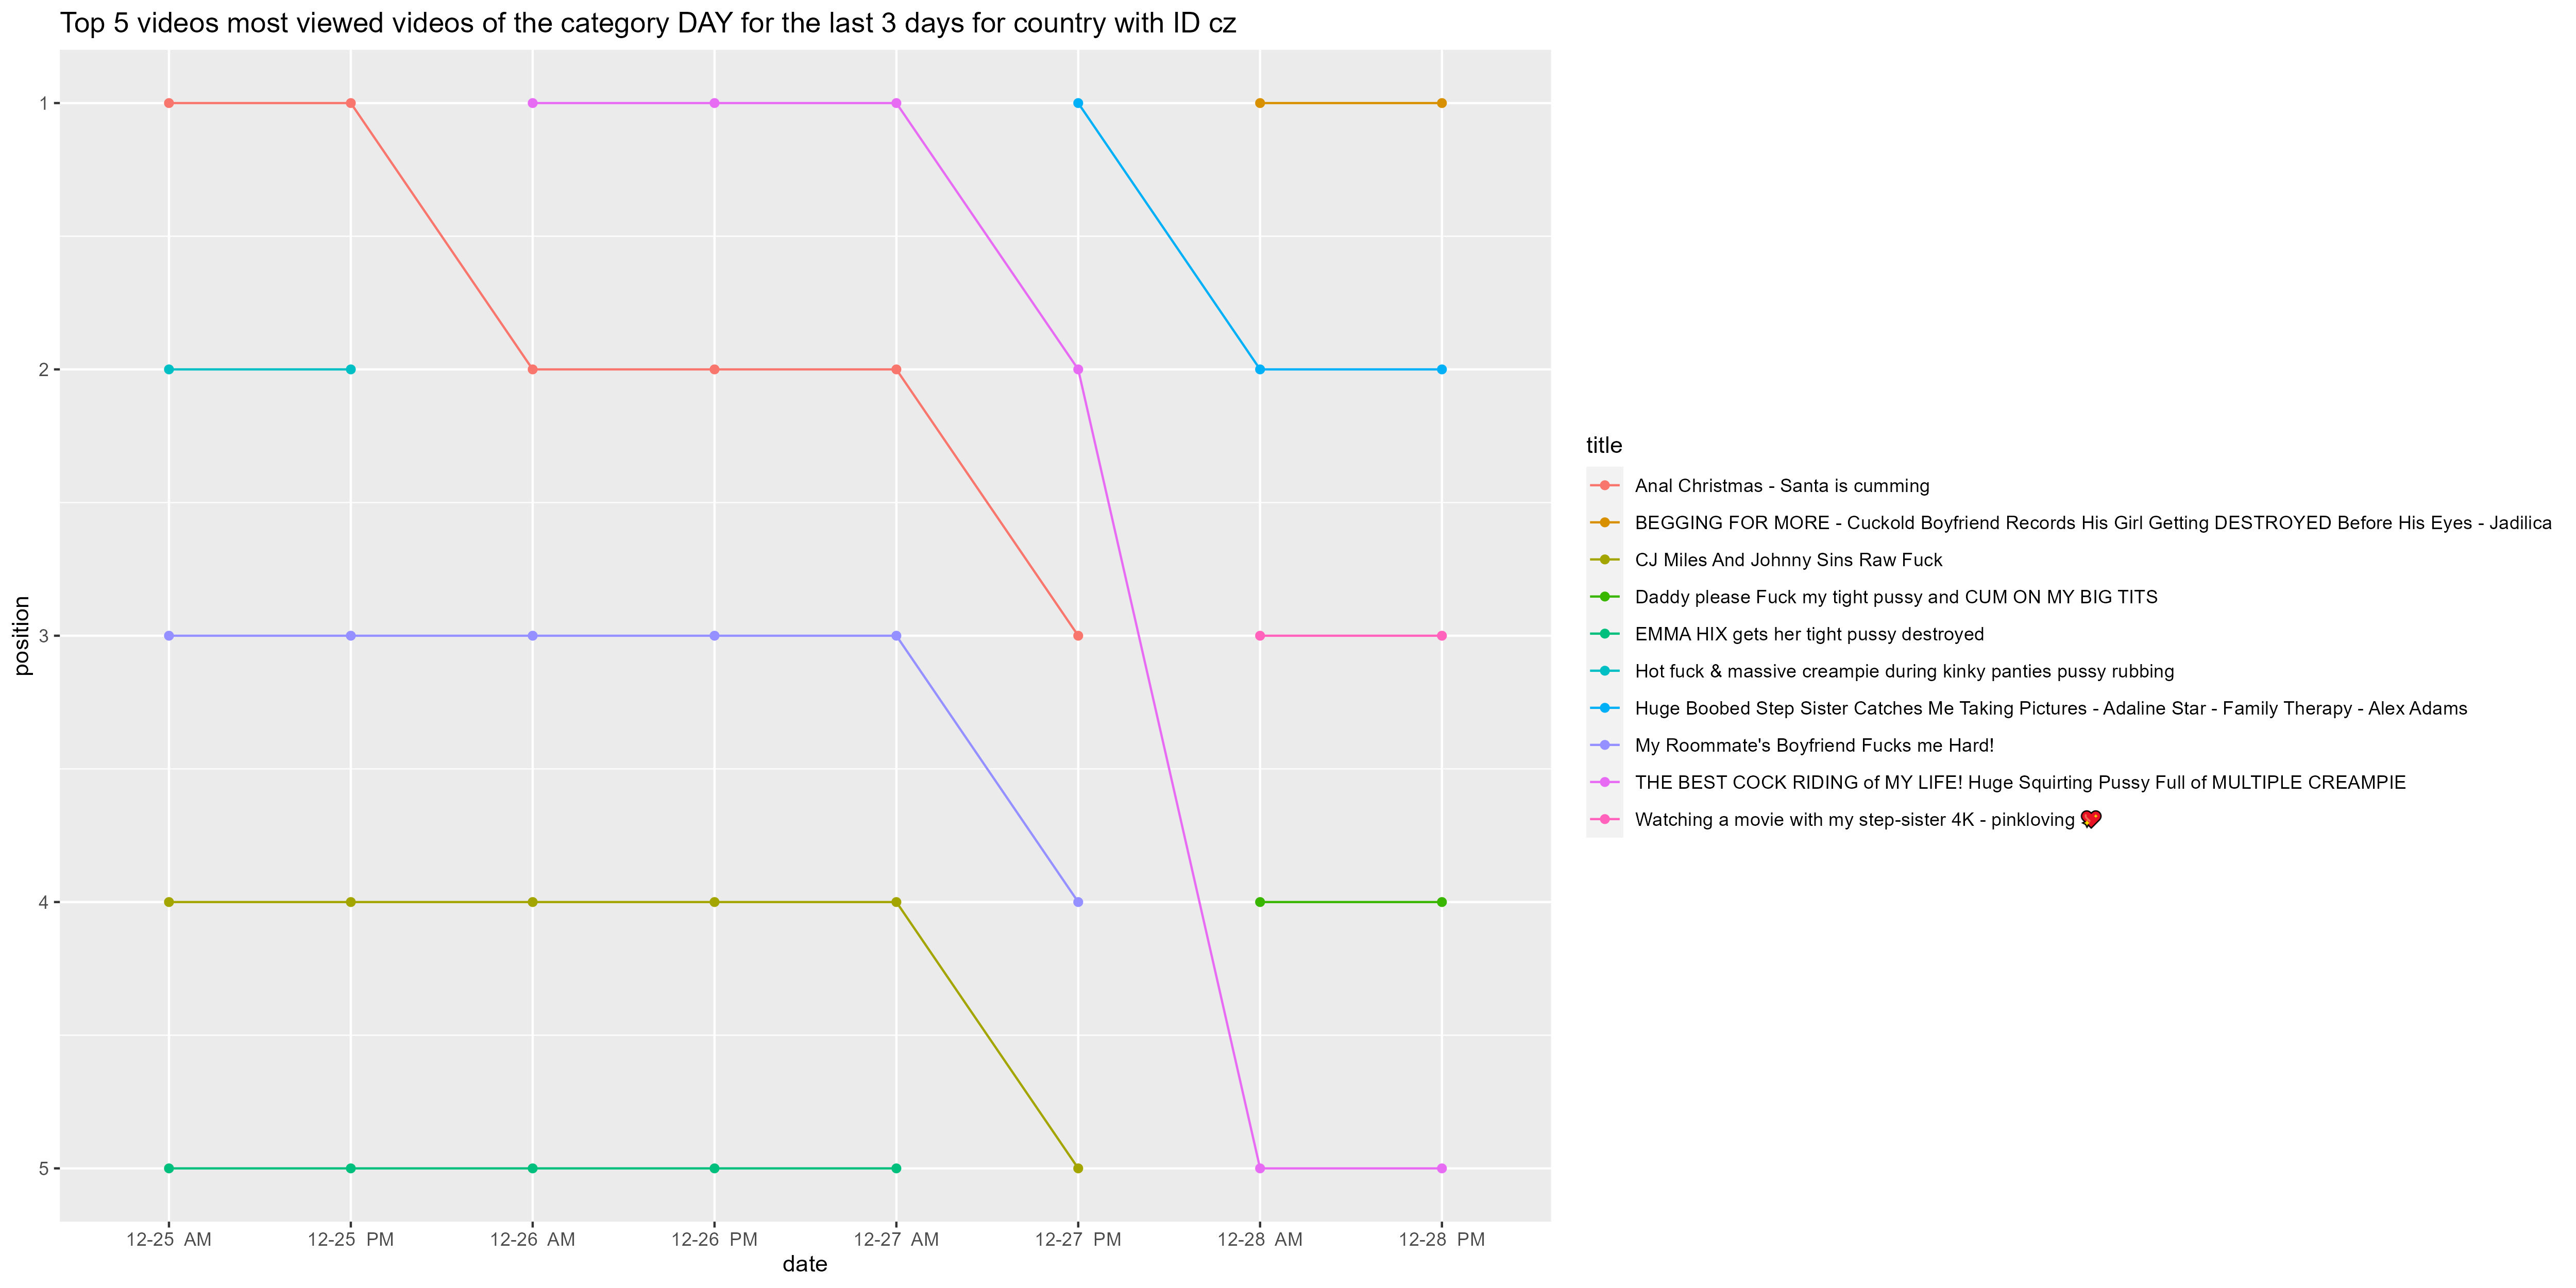 Top 5 videos most viewed videos of the category DAY for the last 3 days for country with ID cz
position
1
2
3
4
5
12-25 AM
12-25 PM
12-26 AM
12-26 PM
12-27 AM
12-27 PM
12-28 AM
12-28 PM
date
title
Anal Christmas - Santa is cumming
BEGGING FOR MORE - Cuckold Boyfriend Records His Girl Getting DESTROYED Before His Eyes - Jadilica
CJ Miles And Johnny Sins Raw Fuck
Daddy please Fuck my tight pussy and CUM ON MY BIG TITS
EMMA HIX gets her tight pussy destroyed
Hot fuck & massive creampie during kinky panties pussy rubbing
Huge Boobed Step Sister Catches Me Taking Pictures - Adaline Star - Family Therapy - Alex Adams
My Roommate's Boyfriend Fucks me Hard!
THE BEST COCK RIDING of MY LIFE! Huge Squirting Pussy Full of MULTIPLE CREAMPIE
Watching a movie with my step-sister 4K - pinkloving 💖